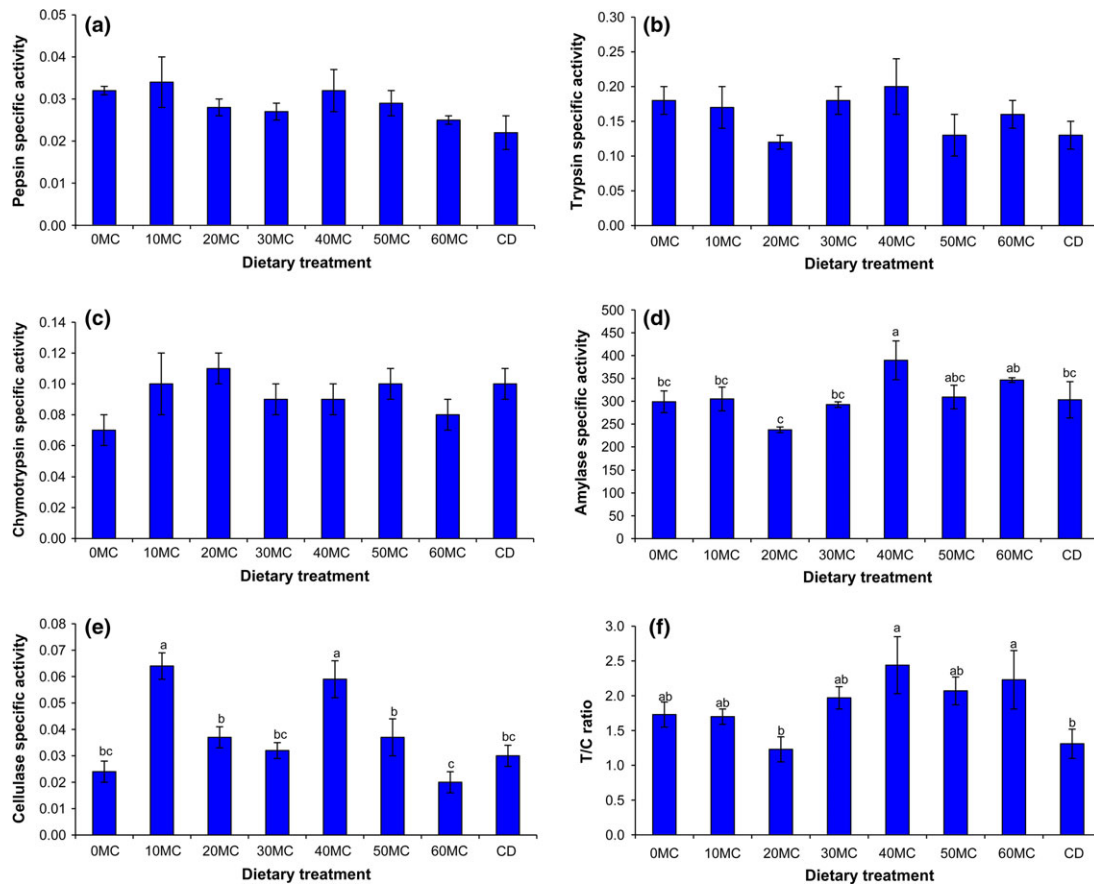 (a)
Pepsin specific activity
0.05
0.04
0.03
0.02
0.01
0.00
0MC 10MC 20MC 30MC 40MC 50MC 60MC CD
Dietary treatment
(b)
Trypsin specific activity
0.30
0.25
0.20
0.15
0.10
0.05
0.00
0MC 10MC 20MC 30MC 40MC 50MC 60MC CD
Dietary treatment
(c)
Chymotrypsin specific activity
0.14
0.12
0.10
0.08
0.06
0.04
0.02
0.00
0MC 10MC 20MC 30MC 40MC 50MC 60MC CD
Dietary treatment
(d)
Amylase specific activity
500
450
400
350
300
250
200
150
100
50
0
bc bc c bc a abc ab bc
0MC 10MC 20MC 30MC 40MC 50MC 60MC CD
Dietary treatment
(e)
Cellulase specific activity
0.08
0.07
0.06
0.05
0.04
0.03
0.02
0.01
0.00
bc a b bc a b c bc
0MC 10MC 20MC 30MC 40MC 50MC 60MC CD
Dietary treatment
(f)
T/C ratio
3.0
2.5
2.0
1.5
1.0
0.5
0.0
ab ab b ab a ab a b
0MC 10MC 20MC 30MC 40MC 50MC 60MC CD
Dietary treatment